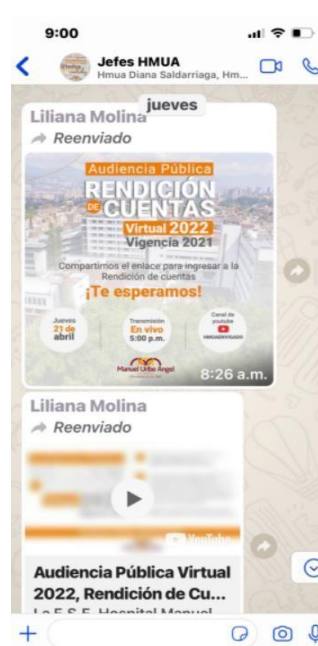 9:00
Jefes HMUA
Hmua Diana Saldarriaga, Hm...
jueves
Liliana Molina
Reenviado
Audiencia Pública
RENDICIÓN
DE CUENTAS
Virtual 2022
Vigencia 2021
Compartimos el enlace para ingresar a la
Rendición de cuentas
¡Te esperamos!
Jueves
21 de
abril
Transmisión
En vivo
5:00 p.m.
Canal de
youtube
Manuel Uribe Ángel
8:26 a.m.
Liliana Molina
Reenviado
YouTube
Audiencia Pública Virtual
2022, Rendición de Cu...
La E.S.E. Hospital Manuel